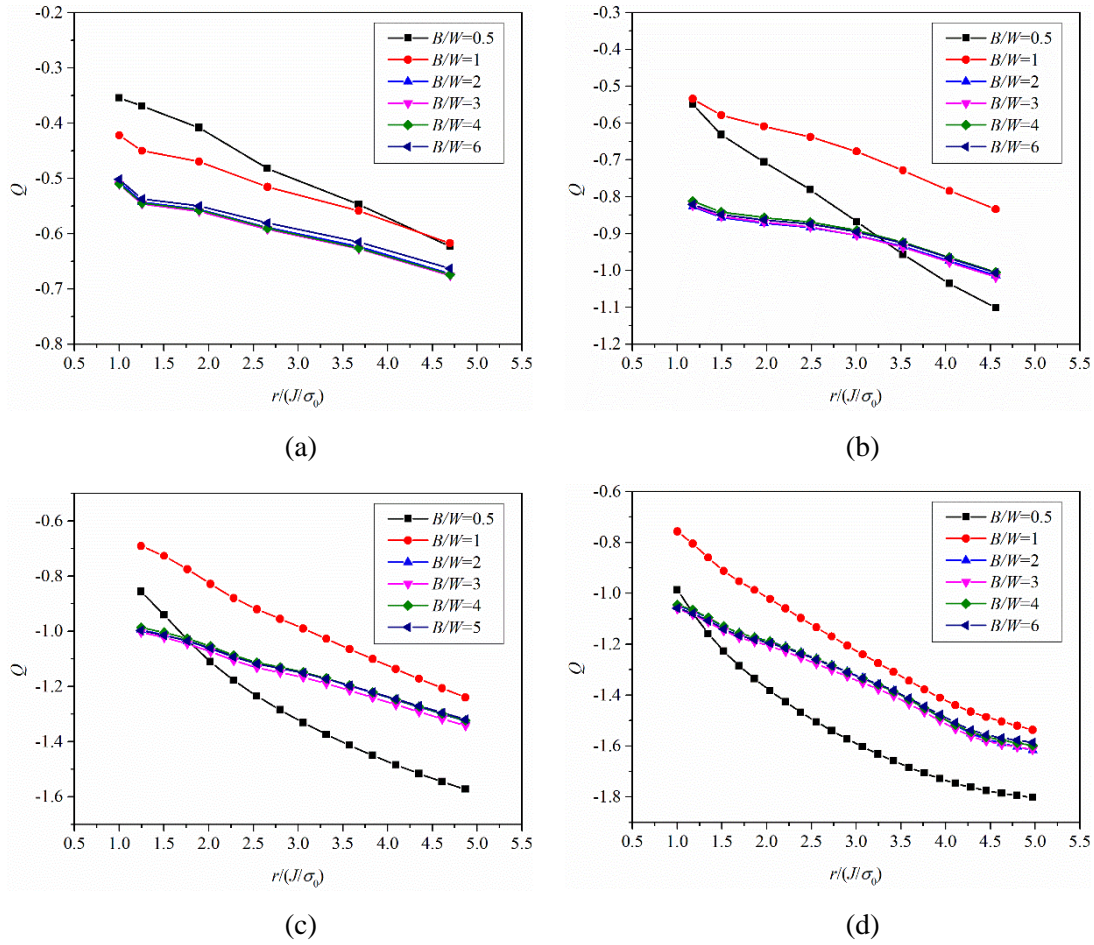 -0.2
-0.3
-0.4
-0.5
-0.6
-0.7
-0.8
Q
0.5 1.0 1.5 2.0 2.5 3.0 3.5 4.0 4.5 5.0 5.5
r/(J/σ₀)
B/W=0.5
B/W=1
B/W=2
B/W=3
B/W=4
B/W=6
(a)
-0.3
-0.4
-0.5
-0.6
-0.7
-0.8
-0.9
-1.0
-1.1
-1.2
Q
0.5 1.0 1.5 2.0 2.5 3.0 3.5 4.0 4.5 5.0 5.5
r/(J/σ₀)
B/W=0.5
B/W=1
B/W=2
B/W=3
B/W=4
B/W=6
(b)
-0.6
-0.8
-1.0
-1.2
-1.4
-1.6
Q
0.5 1.0 1.5 2.0 2.5 3.0 3.5 4.0 4.5 5.0 5.5
r/(J/σ₀)
B/W=0.5
B/W=1
B/W=2
B/W=3
B/W=4
B/W=5
(c)
-0.6
-0.8
-1.0
-1.2
-1.4
-1.6
-1.8
Q
0.5 1.0 1.5 2.0 2.5 3.0 3.5 4.0 4.5 5.0 5.5
r/(J/σ₀)
B/W=0.5
B/W=1
B/W=2
B/W=3
B/W=4
B/W=6
(d)